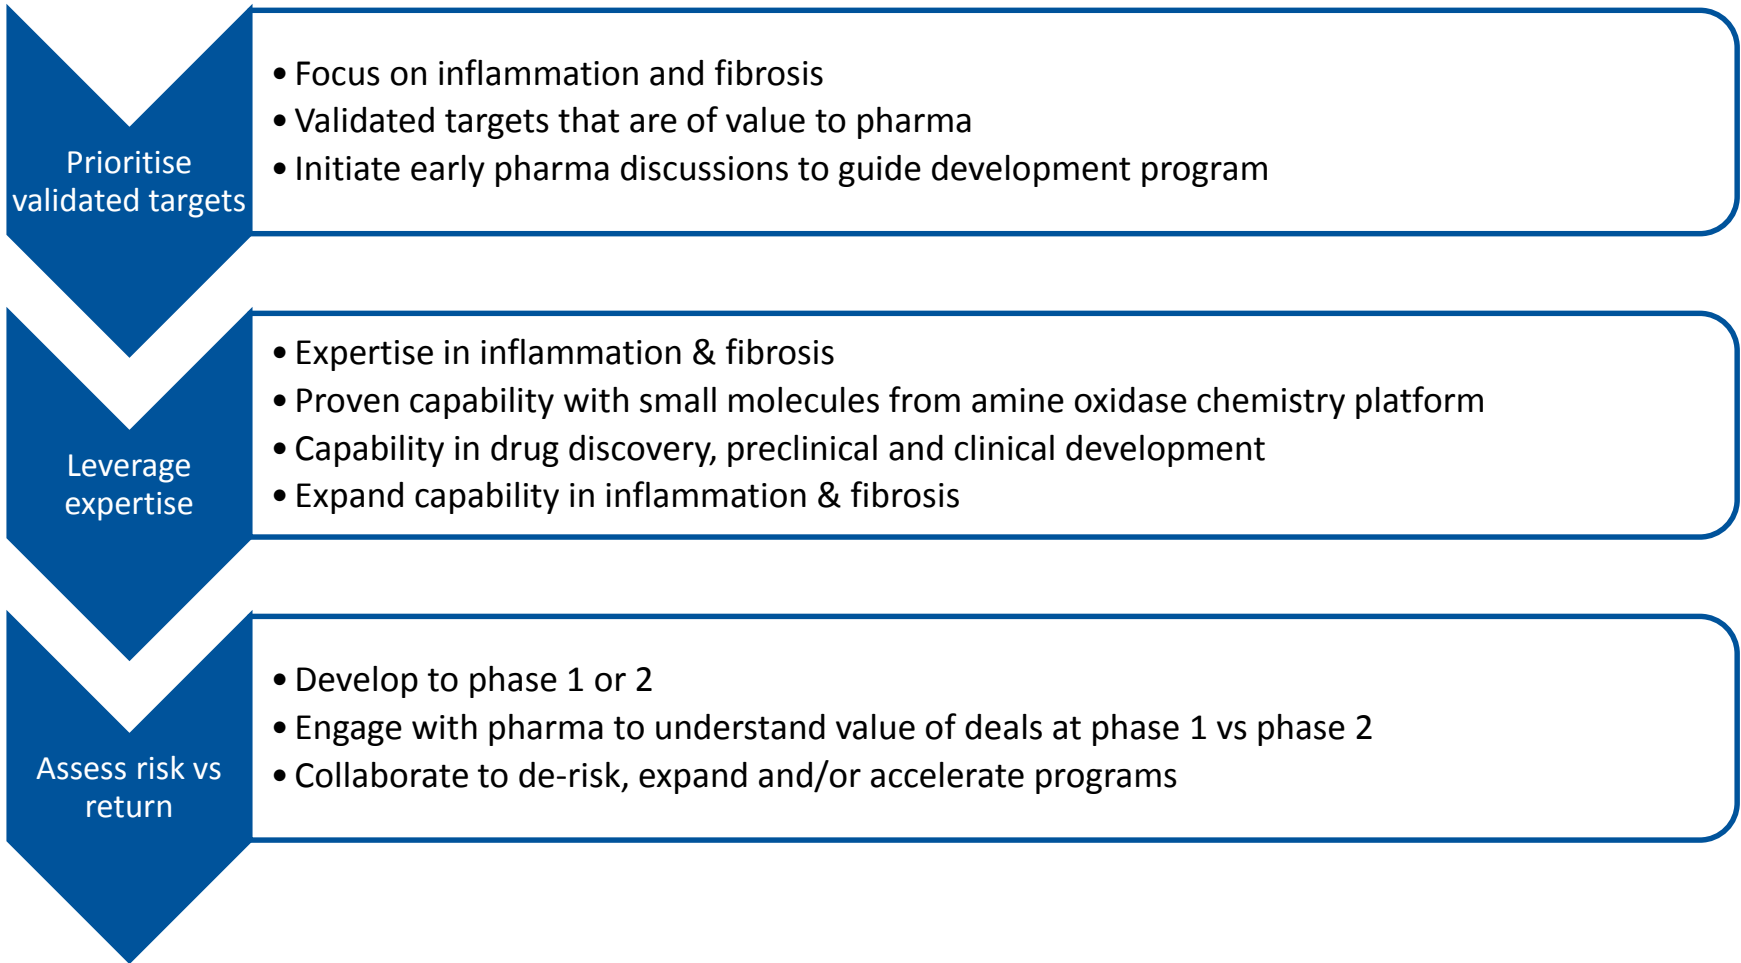 Prioritise
validated targets
• Focus on inflammation and fibrosis
• Validated targets that are of value to pharma
• Initiate early pharma discussions to guide development program
Leverage
expertise
• Expertise in inflammation & fibrosis
• Proven capability with small molecules from amine oxidase chemistry platform
• Capability in drug discovery, preclinical and clinical development
• Expand capability in inflammation & fibrosis
Assess risk vs
return
• Develop to phase 1 or 2
• Engage with pharma to understand value of deals at phase 1 vs phase 2
• Collaborate to de-risk, expand and/or accelerate programs